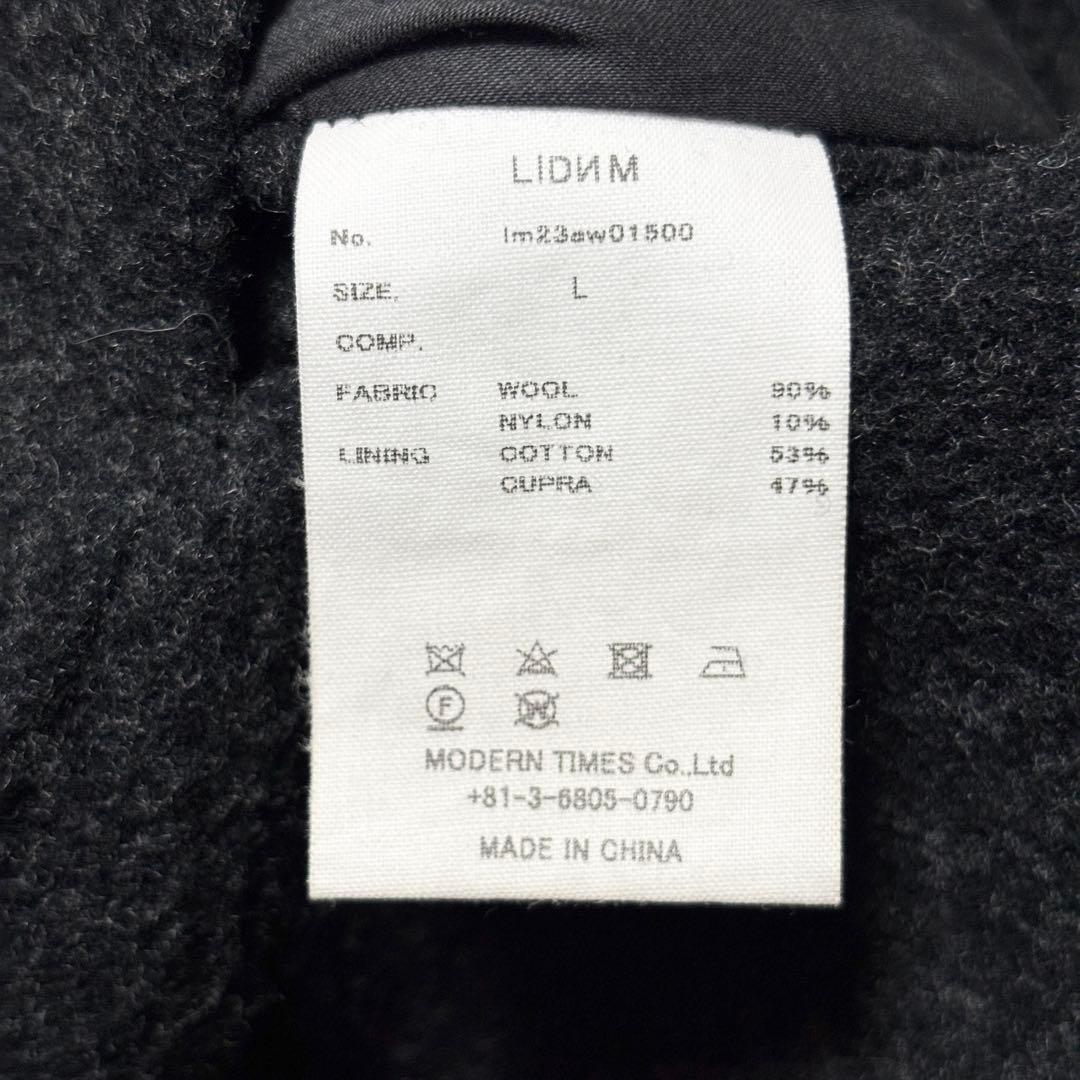 LIDИM
No. lm23aw01500
SIZE. L
COMP.
FABRIC WOOL 90%
NYLON 10%
LINING COTTON 53%
CUPRA 47%
F W
MODERN TIMES Co.,Ltd
+81-3-6805-0790
MADE IN CHINA